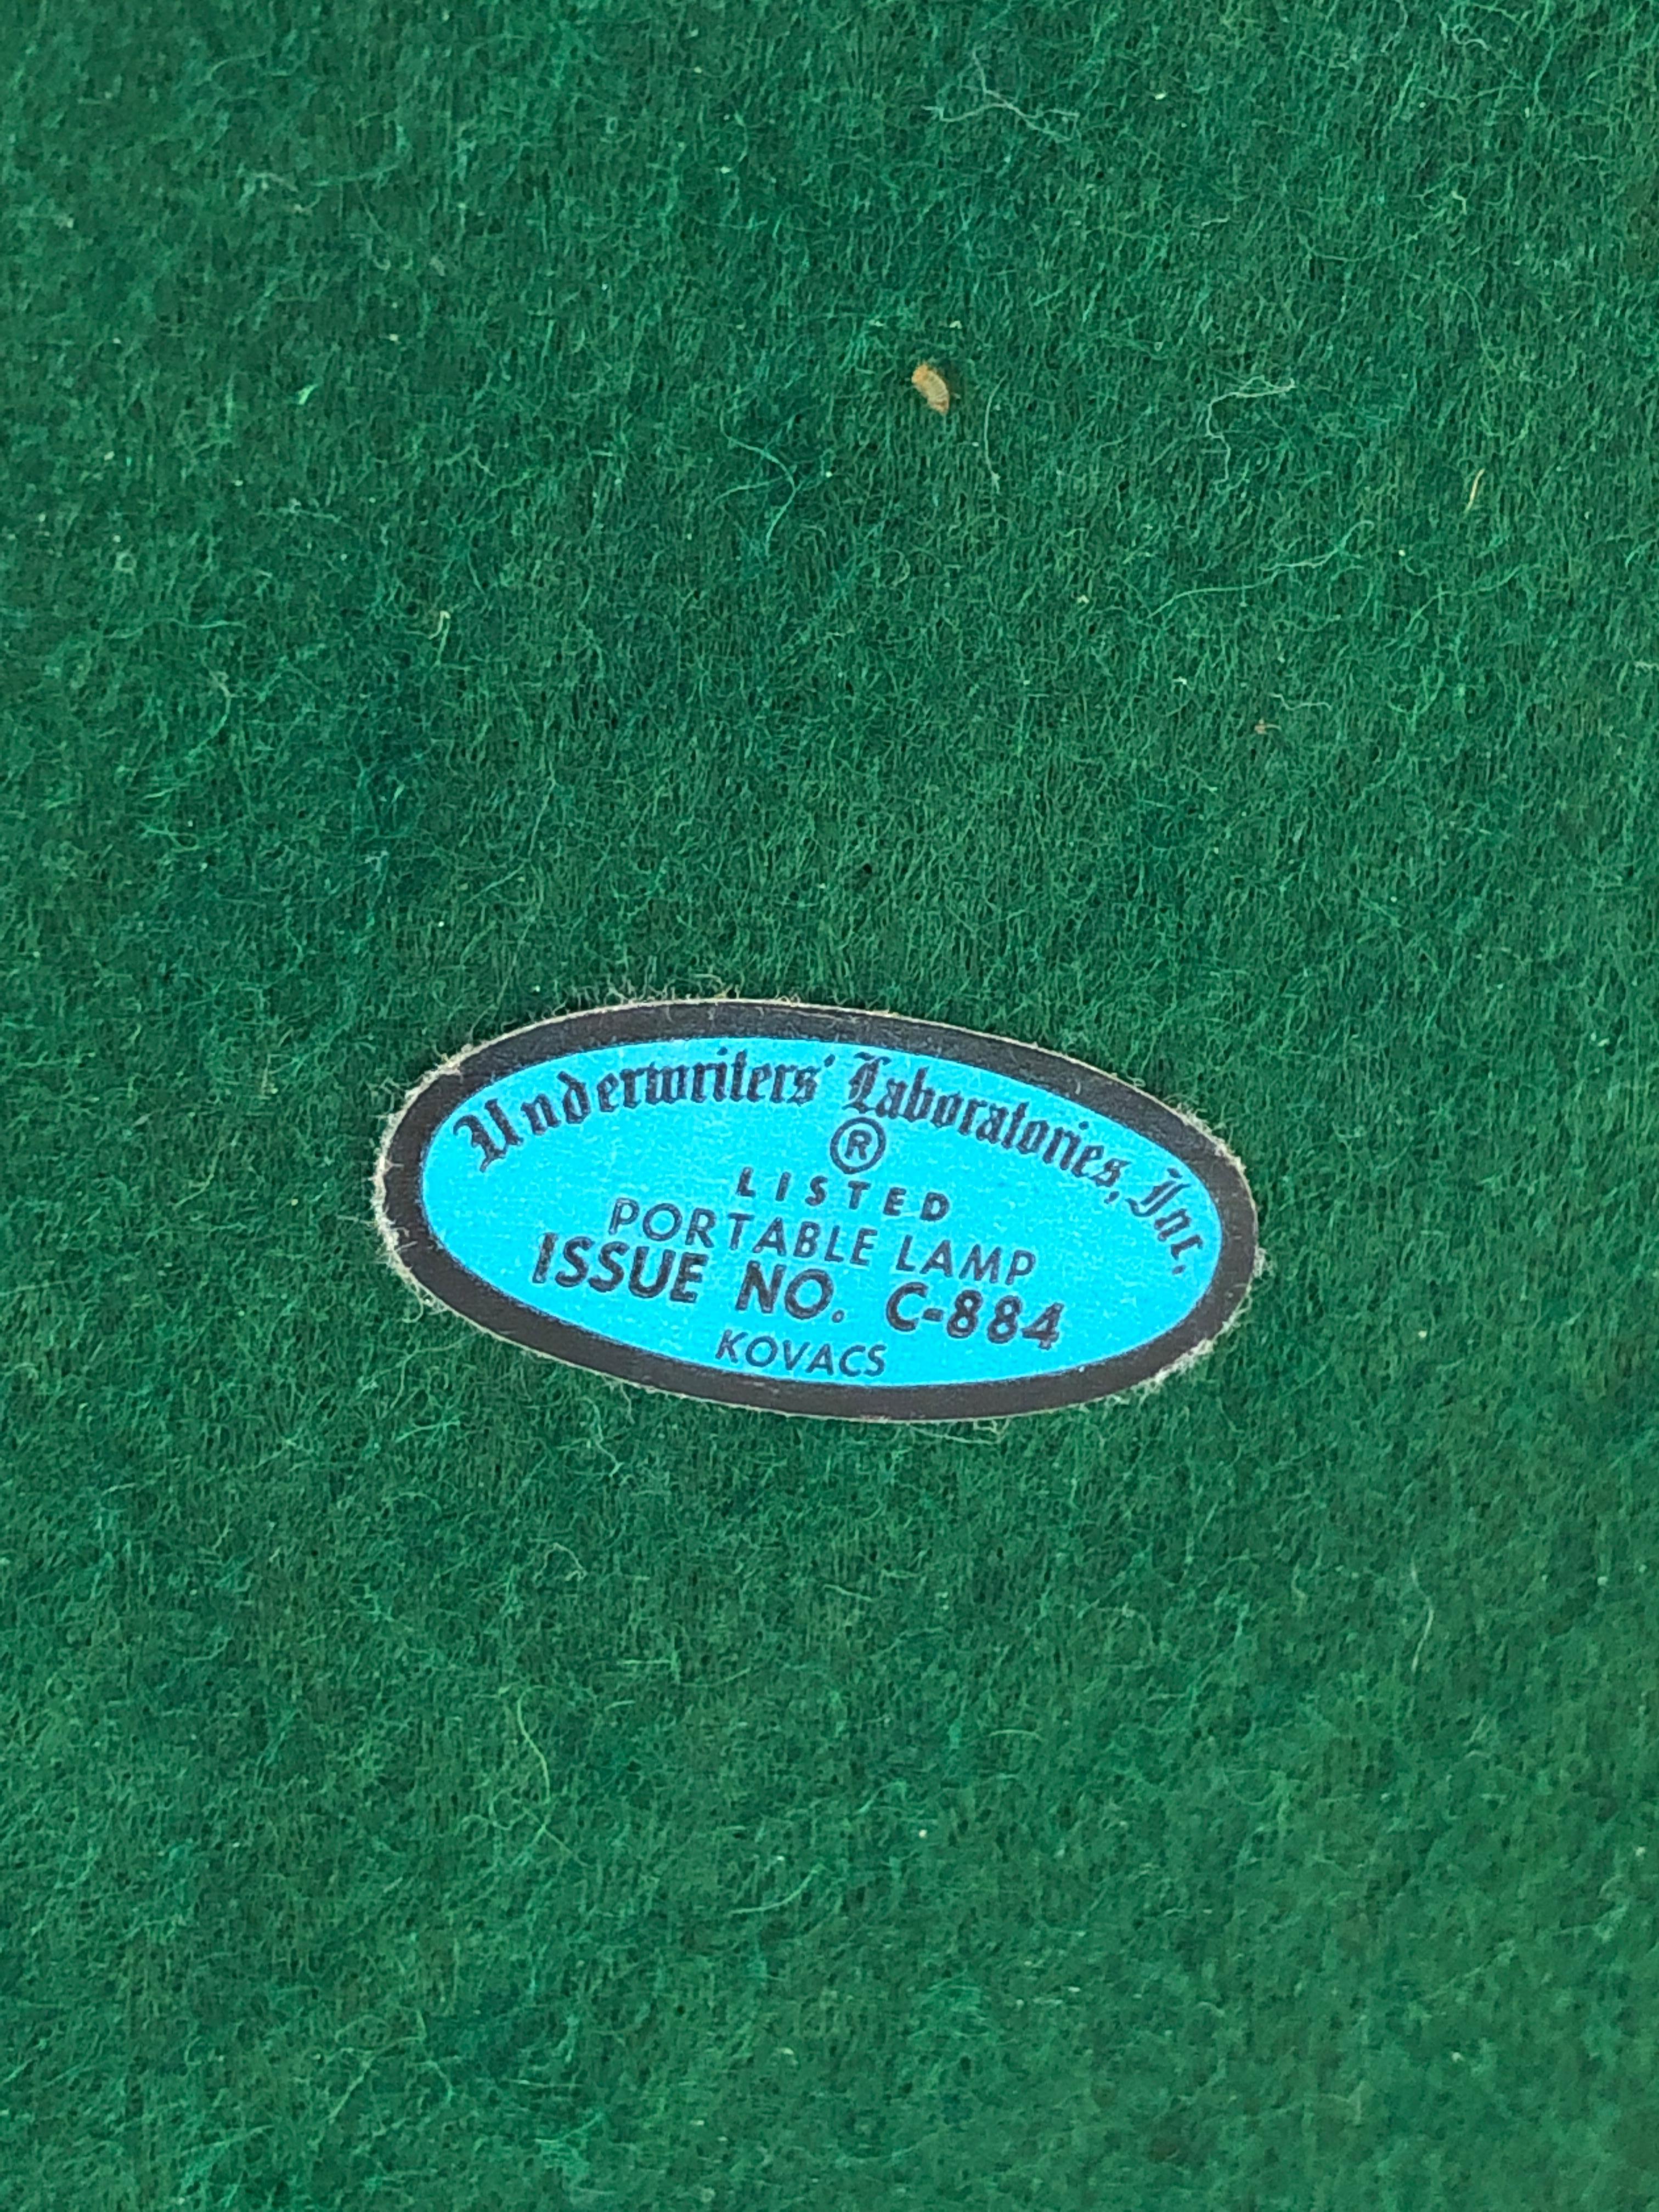 Underwriters' Laboratories, Inc.
®
LISTED
PORTABLE LAMP
ISSUE NO. C-884
KOVACS